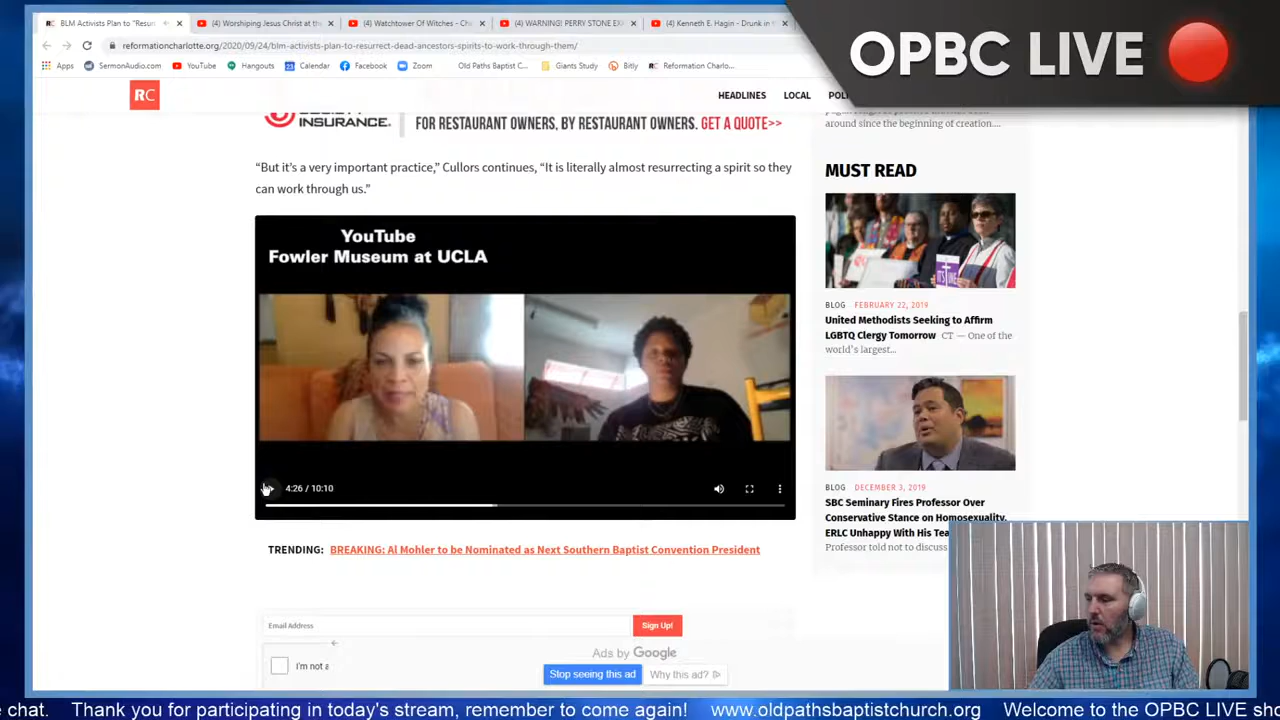 BLM Activists Plan to "Resur
(4) Worshiping Jesus Christ at th
(4) Watchtower Of Witches - Ch
(4) WARNING! PERRY STONE EX
(4) Kenneth E. Hagin - Drunk in th
OPBC LIVE
reformationcharlotte.org/2020/09/24/blm-activists-plan-to-resurrect-dead-ancestors-spirits-to-work-through-them/
Apps SermonAudio.com YouTube Hangouts Calendar Facebook Zoom Old Paths Baptist C... Giants Study Bitly Reformation Charlo...
RC
HEADLINES LOCAL
INSURANCE.
FOR RESTAURANT OWNERS, BY RESTAURANT OWNERS. GET A QUOTE>>
around since the beginning of creation....
“But it’s a very important practice,” Cullors continues, “It is literally almost resurrecting a spirit so they
can work through us.”
YouTube
Fowler Museum at UCLA
4:26 / 10:10
TRENDING: BREAKING: Al Mohler to be Nominated as Next Southern Baptist Convention President
Email Address
Sign Up!
I'm not a
Ads by Google
Stop seeing this ad
Why this ad?
MUST READ
BLOG FEBRUARY 22, 2019
United Methodists Seeking to Affirm
LGBTQ Clergy Tomorrow CT — One of the
world’s largest...
BLOG DECEMBER 3, 2019
SBC Seminary Fires Professor Over
Conservative Stance on Homosexuality,
ERLC Unhappy With His Tea
Professor told not to discuss
e chat. Thank you for participating in today's stream, remember to come again! www.oldpathsbaptistchurch.org Welcome to the OPBC LIVE sho